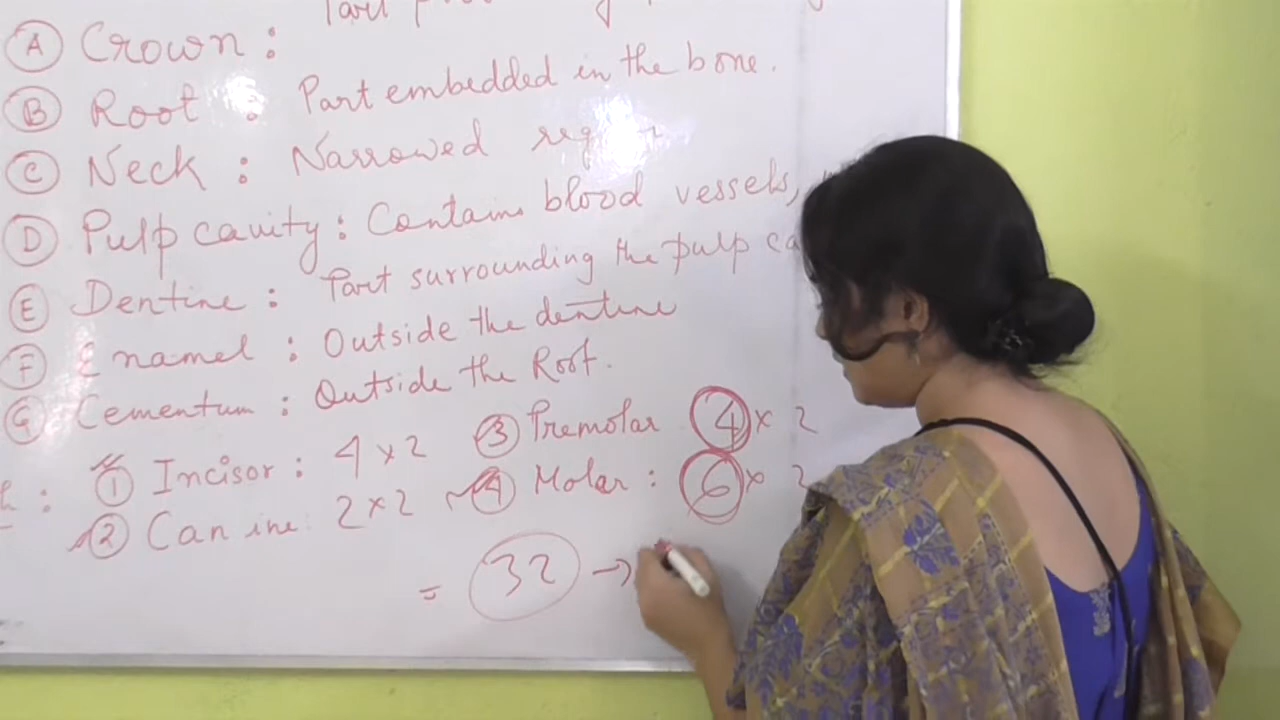 Part
Ⓐ Crown :
Ⓑ Root : Part embedded in the bone.
Ⓒ Neck : Narrowed
Ⓓ Pulp cavity : Contains blood vessels,
Ⓔ Dentine : Part surrounding the pulp ca
Ⓕ Enamel : Outside the dentine
Ⓖ Cementum : Outside the Root.
① Incisor : 4 x 2 ③ Premolar 4 x 2
② Canine : 2 x 2 ④ Molar : 6 x 2
= 32 →